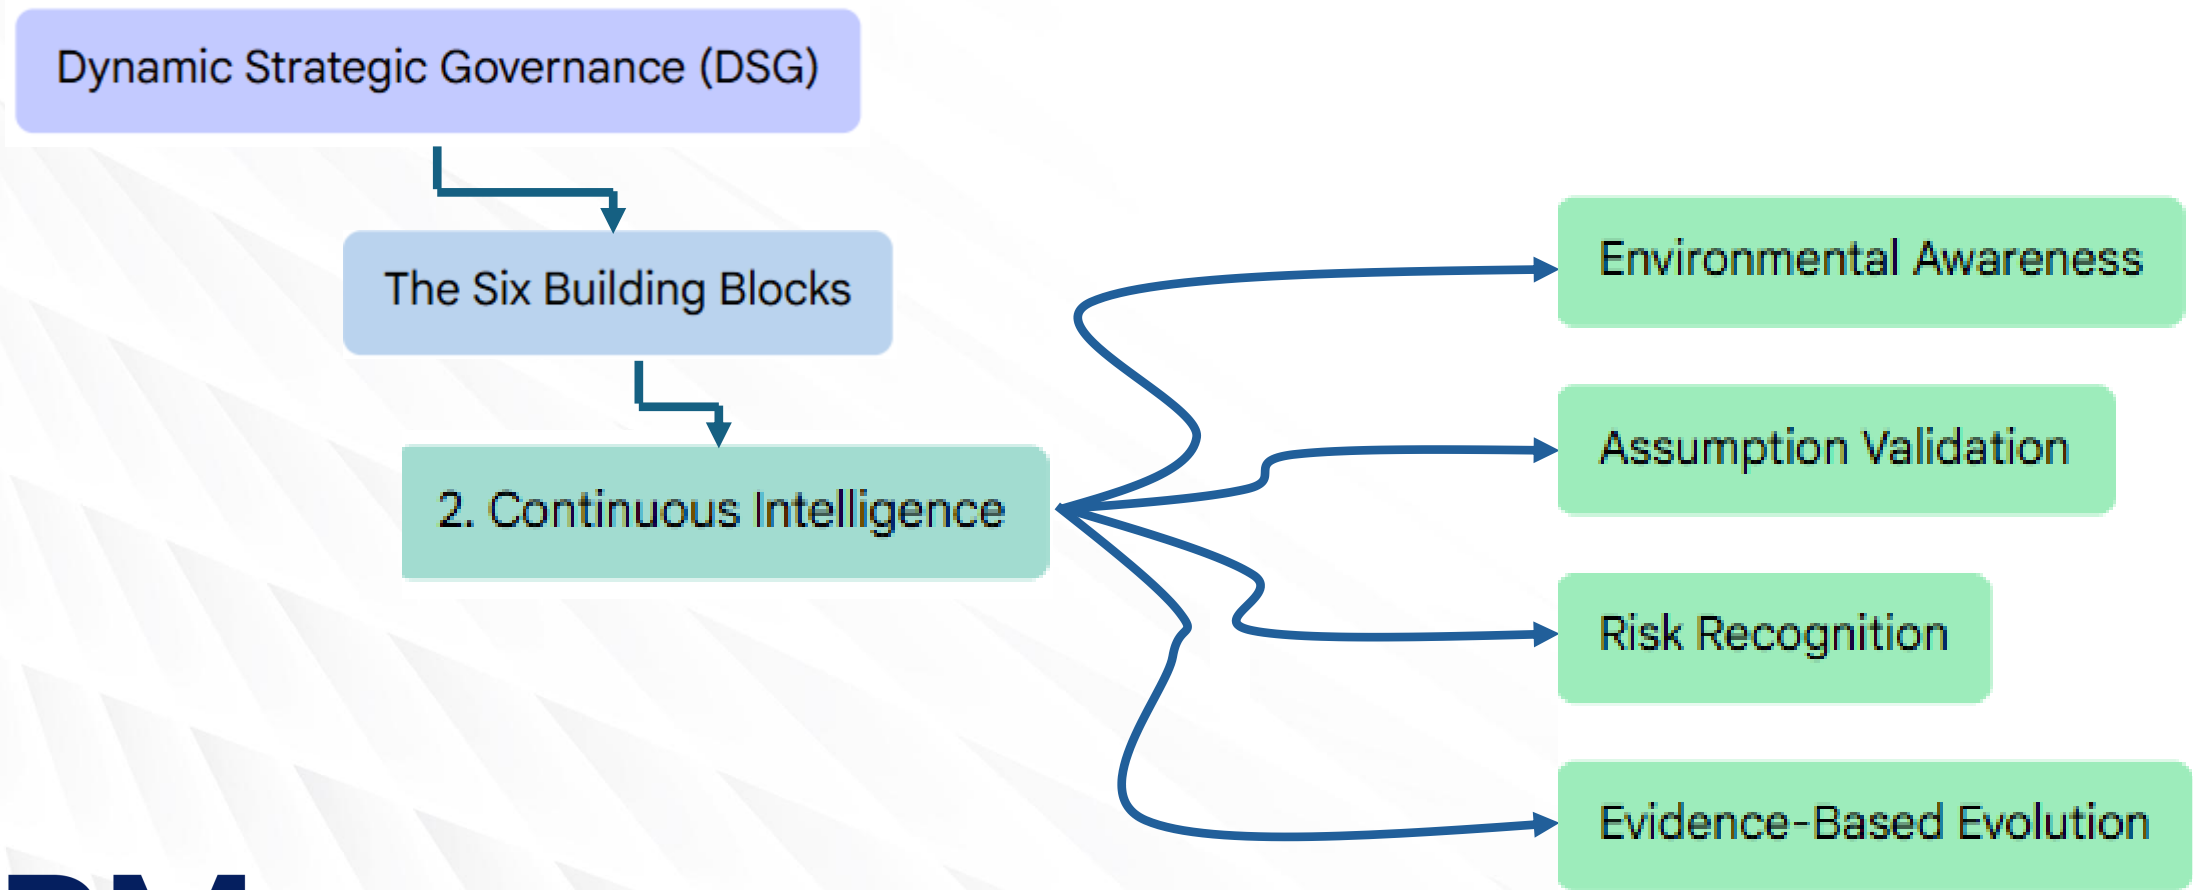 Dynamic Strategic Governance (DSG)
The Six Building Blocks
2. Continuous Intelligence
Environmental Awareness
Assumption Validation
Risk Recognition
Evidence-Based Evolution